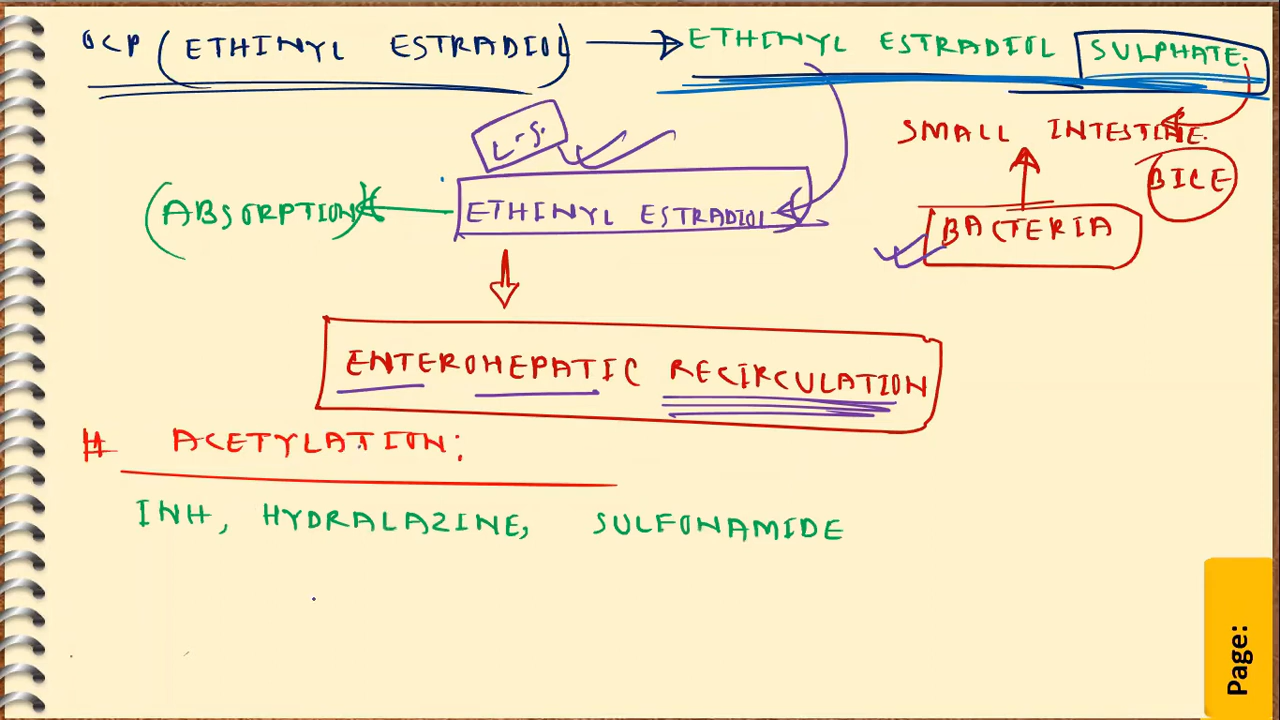 OCP (ETHINYL ESTRADIOL) → ETHINYL ESTRADIOL SULPHATE.
SMALL INTESTINE.
L-S.
BICE
(ABSORPTION) ETHINYL ESTRADIOL
BACTERIA
ENTEROHEPATIC RECIRCULATION
# ACETYLATION:
INH, HYDRALAZINE, SULFONAMIDE
Page: